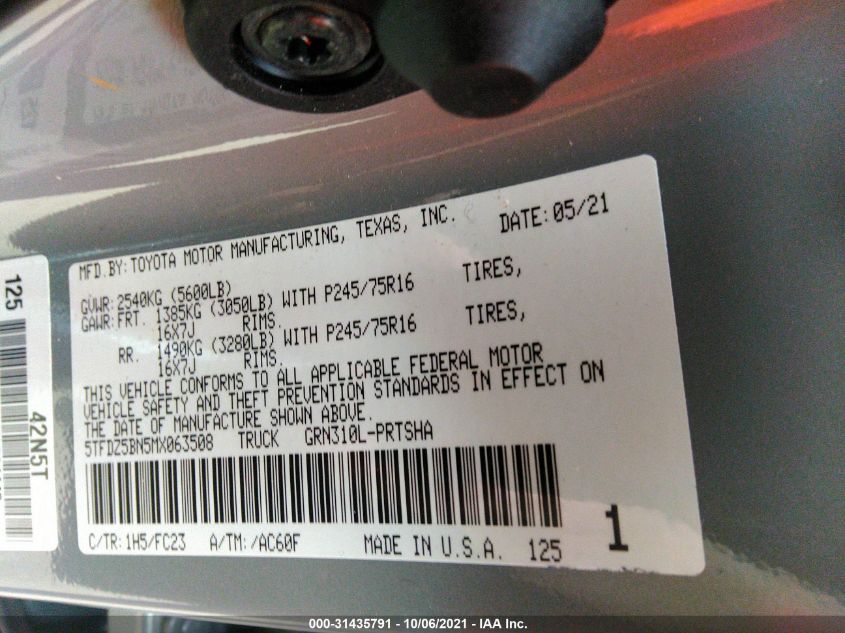 MFD. BY: TOYOTA MOTOR MANUFACTURING, TEXAS, INC. DATE: 05/21
GVWR: 2540KG (5600LB)
GAWR: FRT. 1385KG (3050LB) WITH P245/75R16 TIRES,
16X7J RIMS.
RR. 1490KG (3280LB) WITH P245/75R16 TIRES,
16X7J RIMS.
THIS VEHICLE CONFORMS TO ALL APPLICABLE FEDERAL MOTOR
VEHICLE SAFETY AND THEFT PREVENTION STANDARDS IN EFFECT ON
THE DATE OF MANUFACTURE SHOWN ABOVE.
5TFDZ5BN5MX063508 TRUCK GRN310L-PRTSHA
C/TR: 1H5/FC23 A/TM: /AC60F MADE IN U.S.A. 125 1
125
42N5T
000-31435791 - 10/06/2021 - IAA Inc.